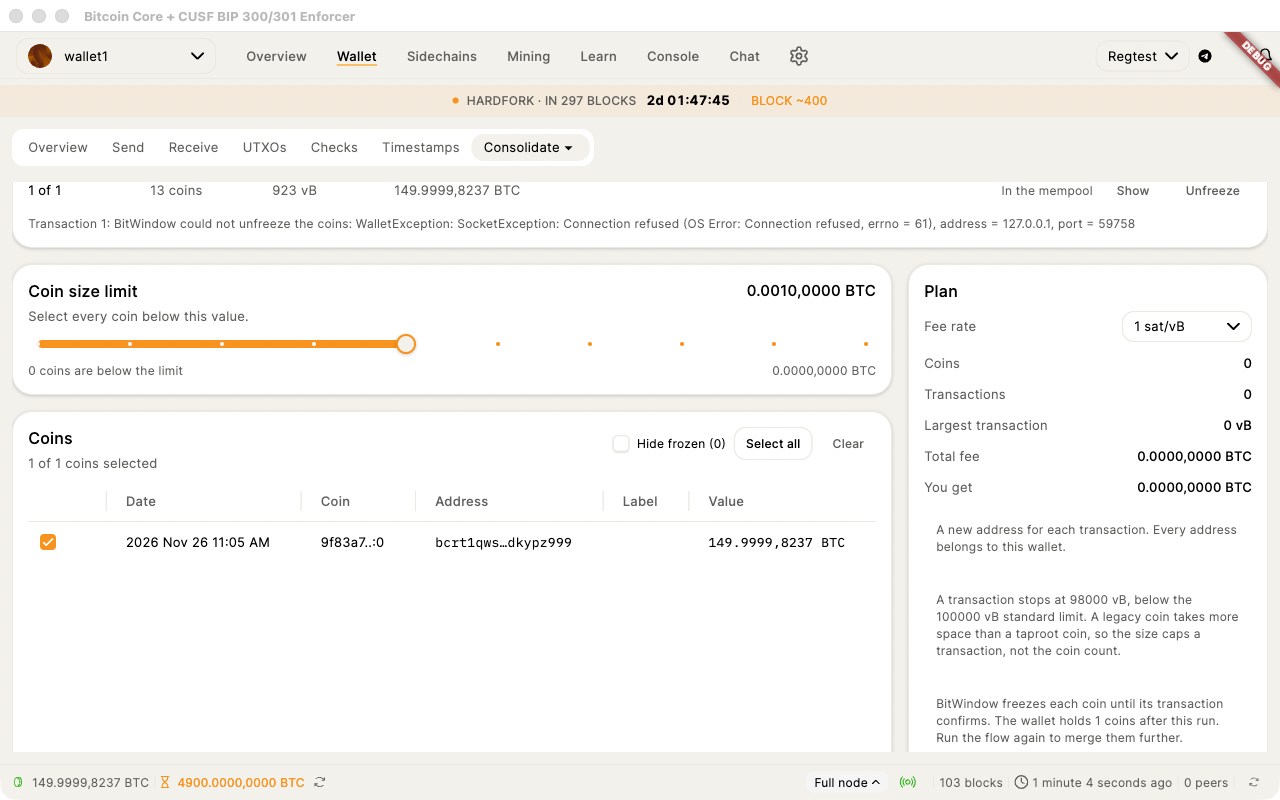 Bitcoin Core + CUSF BIP 300/301 Enforcer
wallet1
Overview
Wallet
Sidechains
Mining
Learn
Console
Chat
Regtest
DEBUG
HARDFORK · IN 297 BLOCKS 2d 01:47:45 BLOCK ~400
Overview
Send
Receive
UTXOs
Checks
Timestamps
Consolidate
1 of 1 13 coins 923 vB 149.9999,8237 BTC In the mempool Show Unfreeze
Transaction 1: BitWindow could not unfreeze the coins: WalletException: SocketException: Connection refused (OS Error: Connection refused, errno = 61), address = 127.0.0.1, port = 59758
Coin size limit 0.0010,0000 BTC
Select every coin below this value.
0 coins are below the limit 0.0000,0000 BTC
Coins
1 of 1 coins selected
Hide frozen (0) Select all Clear
Date Coin Address Label Value
2026 Nov 26 11:05 AM 9f83a7..:0 bcrt1qws…dkypz999 149.9999,8237 BTC
Plan
Fee rate 1 sat/vB
Coins 0
Transactions 0
Largest transaction 0 vB
Total fee 0.0000,0000 BTC
You get 0.0000,0000 BTC
A new address for each transaction. Every address
belongs to this wallet.
A transaction stops at 98000 vB, below the
100000 vB standard limit. A legacy coin takes more
space than a taproot coin, so the size caps a
transaction, not the coin count.
BitWindow freezes each coin until its transaction
confirms. The wallet holds 1 coins after this run.
Run the flow again to merge them further.
149.9999,8237 BTC 4900.0000,0000 BTC Full node 103 blocks 1 minute 4 seconds ago 0 peers